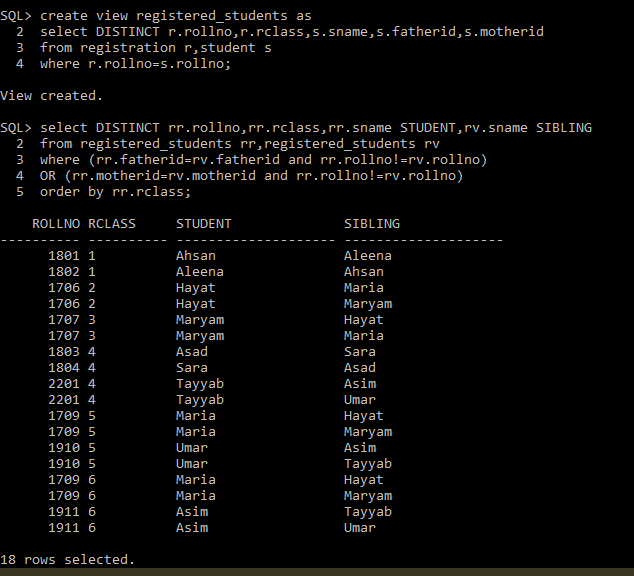 SQL> create view registered_students as
  2  select DISTINCT r.rollno,r.rclass,s.sname,s.fatherid,s.motherid
  3  from registration r,student s
  4  where r.rollno=s.rollno;

View created.

SQL> select DISTINCT rr.rollno,rr.rclass,rr.sname STUDENT,rv.sname SIBLING
  2  from registered_students rr,registered_students rv
  3  where (rr.fatherid=rv.fatherid and rr.rollno!=rv.rollno)
  4  OR (rr.motherid=rv.motherid and rr.rollno!=rv.rollno)
  5  order by rr.rclass;

    ROLLNO RCLASS     STUDENT              SIBLING
---------- ---------- -------------------- --------------------
      1801 1          Ahsan                Aleena
      1802 1          Aleena               Ahsan
      1706 2          Hayat                Maria
      1706 2          Hayat                Maryam
      1707 3          Maryam               Hayat
      1707 3          Maryam               Maria
      1803 4          Asad                 Sara
      1804 4          Sara                 Asad
      2201 4          Tayyab               Asim
      2201 4          Tayyab               Umar
      1709 5          Maria                Hayat
      1709 5          Maria                Maryam
      1910 5          Umar                 Asim
      1910 5          Umar                 Tayyab
      1709 6          Maria                Hayat
      1709 6          Maria                Maryam
      1911 6          Asim                 Tayyab
      1911 6          Asim                 Umar

18 rows selected.